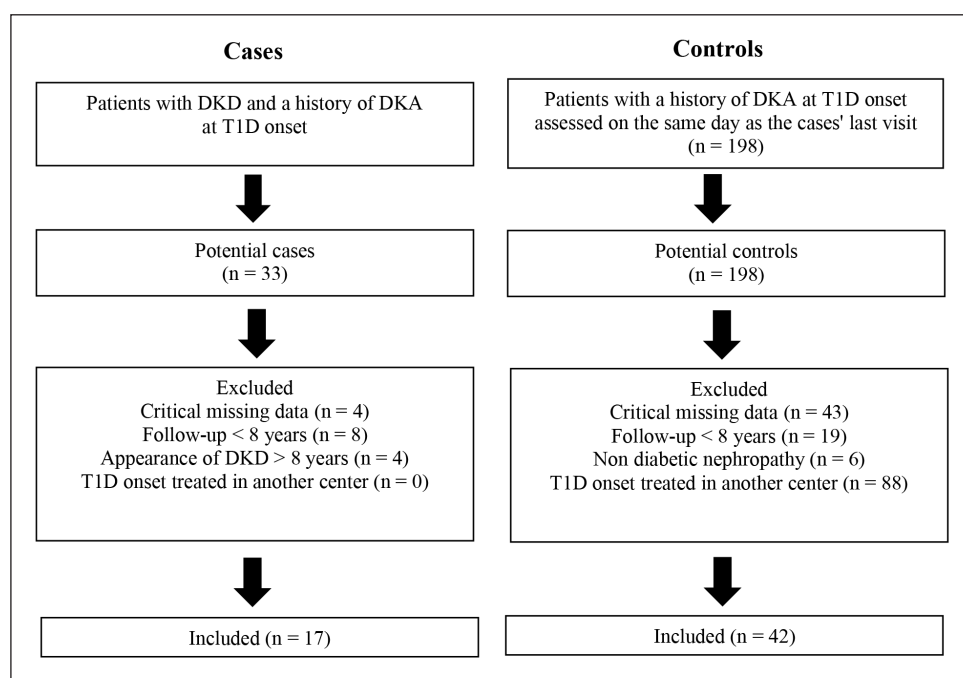 Cases
Patients with DKD and a history of DKA
at T1D onset
Potential cases
(n = 33)
Excluded
Critical missing data (n = 4)
Follow-up < 8 years (n = 8)
Appearance of DKD > 8 years (n = 4)
T1D onset treated in another center (n = 0)
Included (n = 17)
Controls
Patients with a history of DKA at T1D onset
assessed on the same day as the cases' last visit
(n = 198)
Potential controls
(n = 198)
Excluded
Critical missing data (n = 43)
Follow-up < 8 years (n = 19)
Non diabetic nephropathy (n = 6)
T1D onset treated in another center (n = 88)
Included (n = 42)